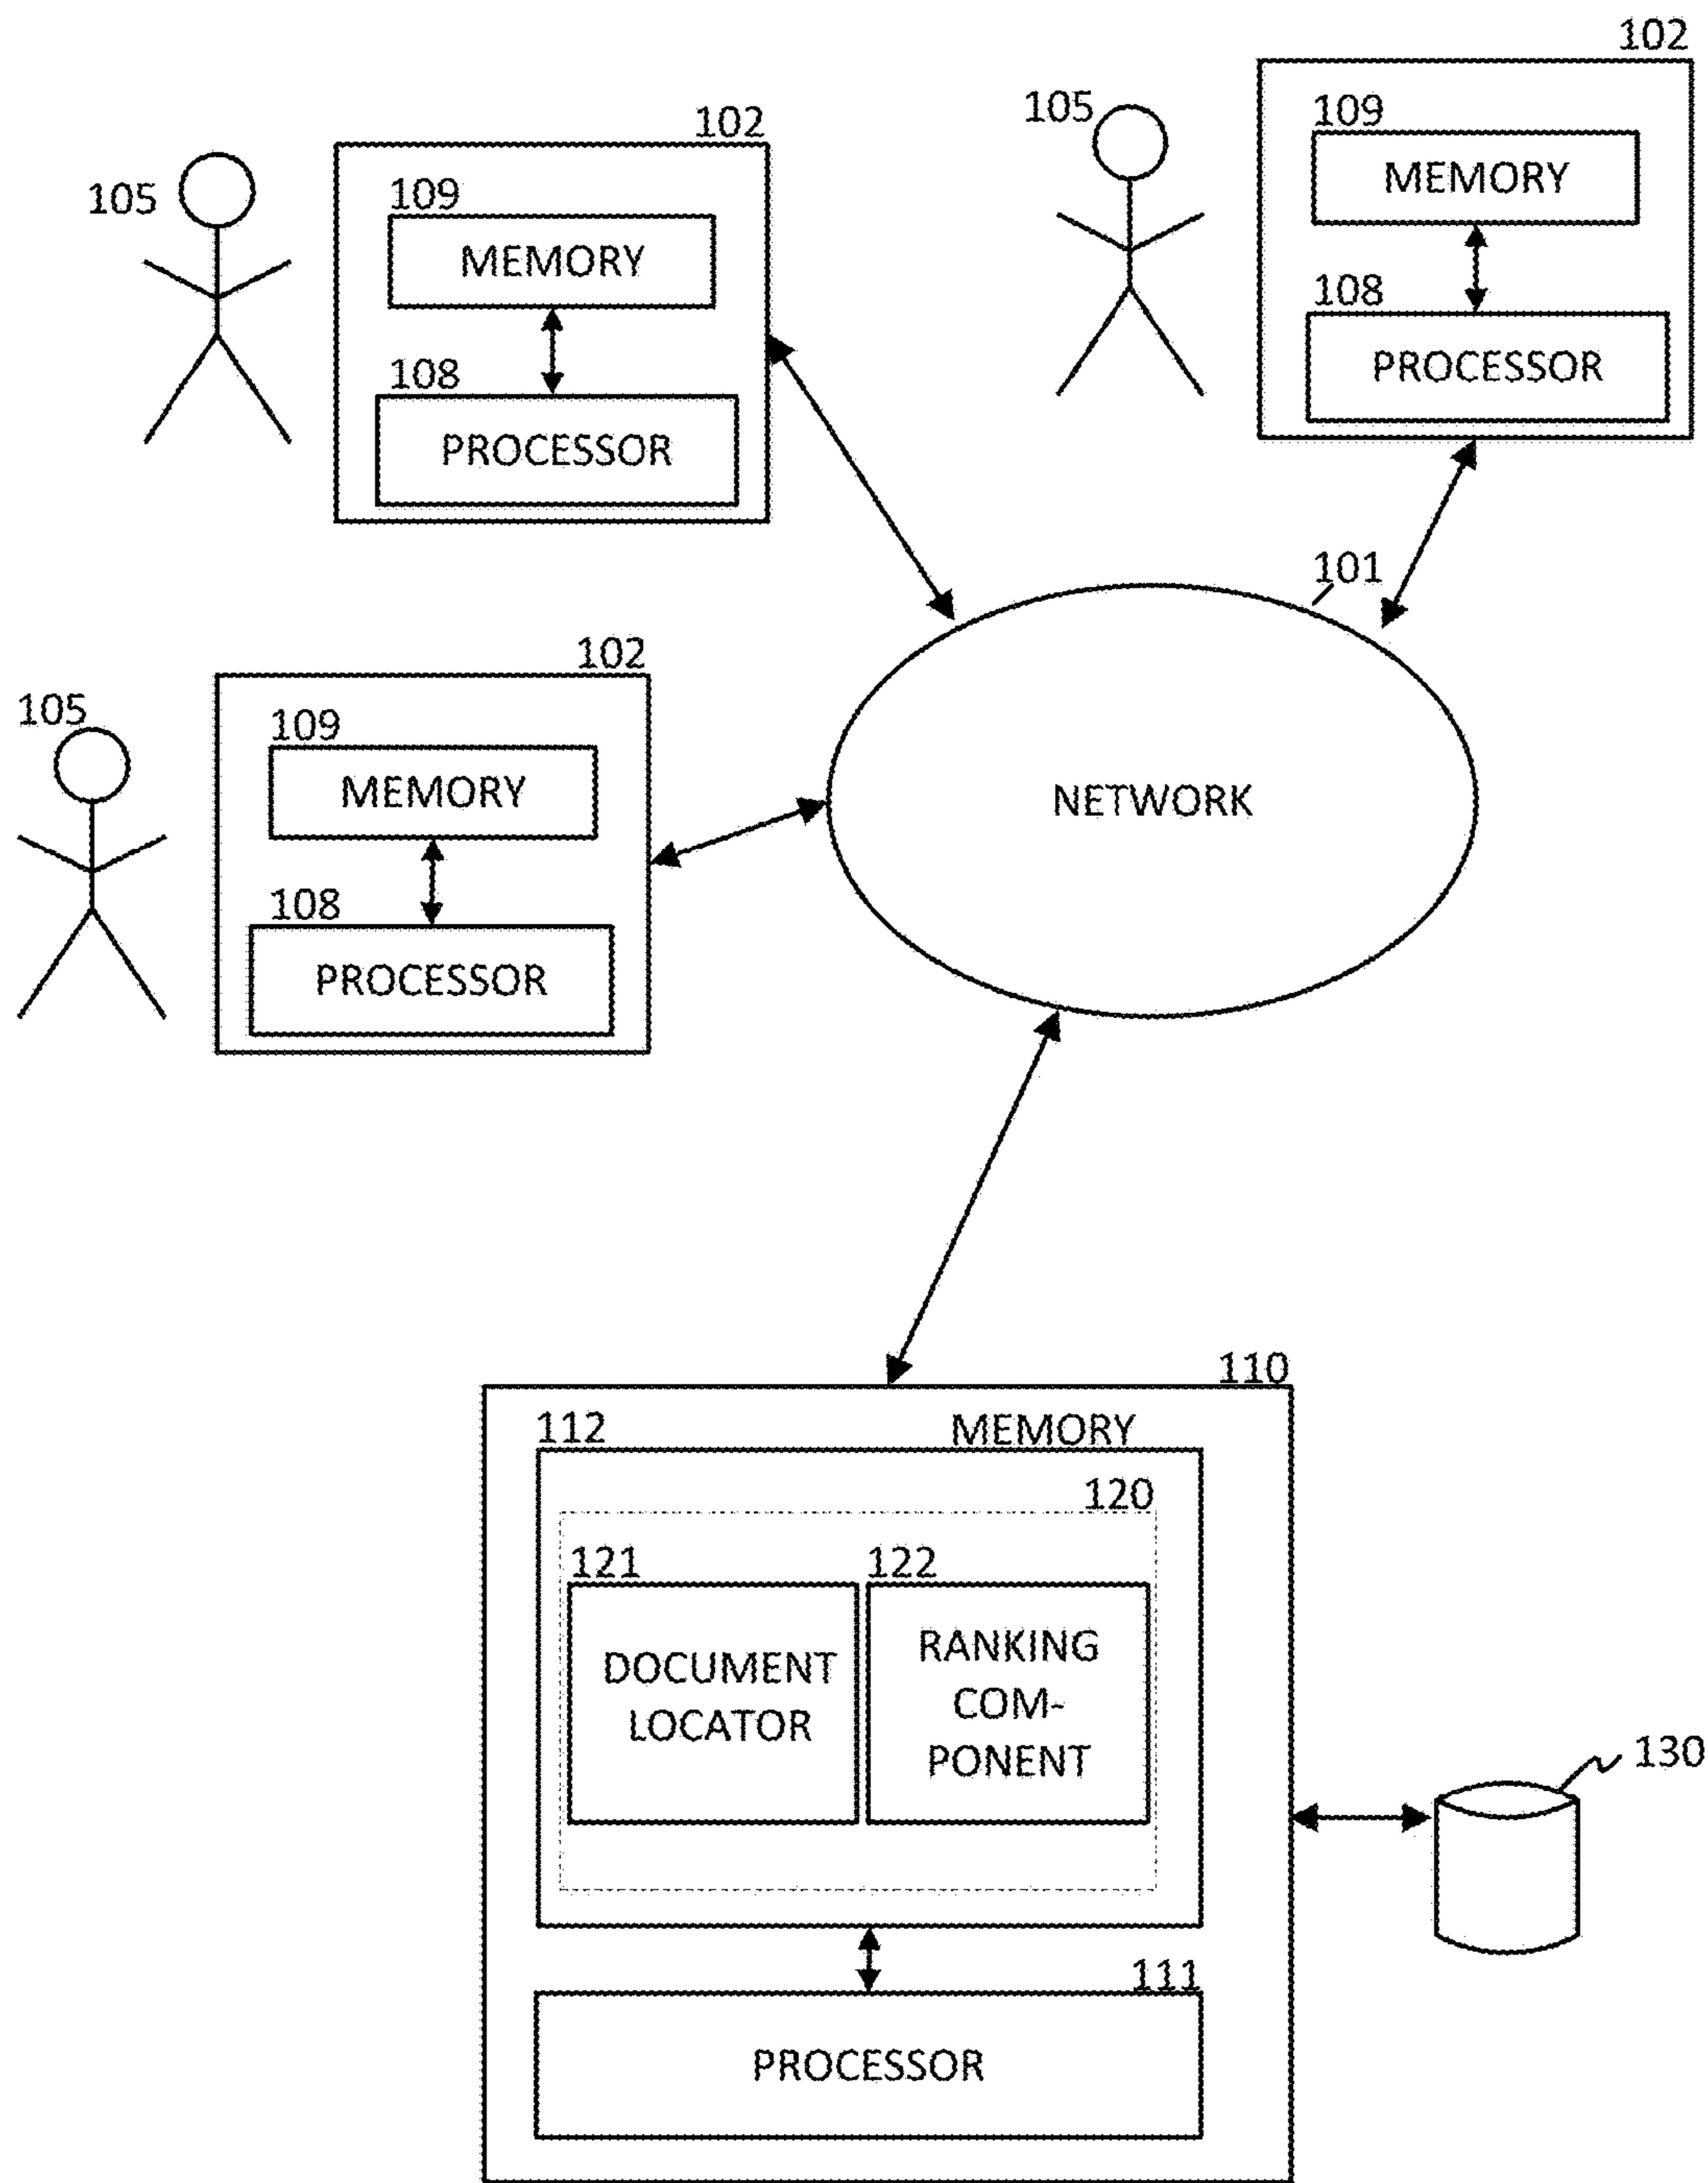 102
105
109
MEMORY
108
PROCESSOR
102
105
109
MEMORY
108
PROCESSOR
101
NETWORK
102
105
109
MEMORY
108
PROCESSOR
110
112
MEMORY
120
121
122
DOCUMENT
LOCATOR
RANKING
COM-
PONENT
130
111
PROCESSOR